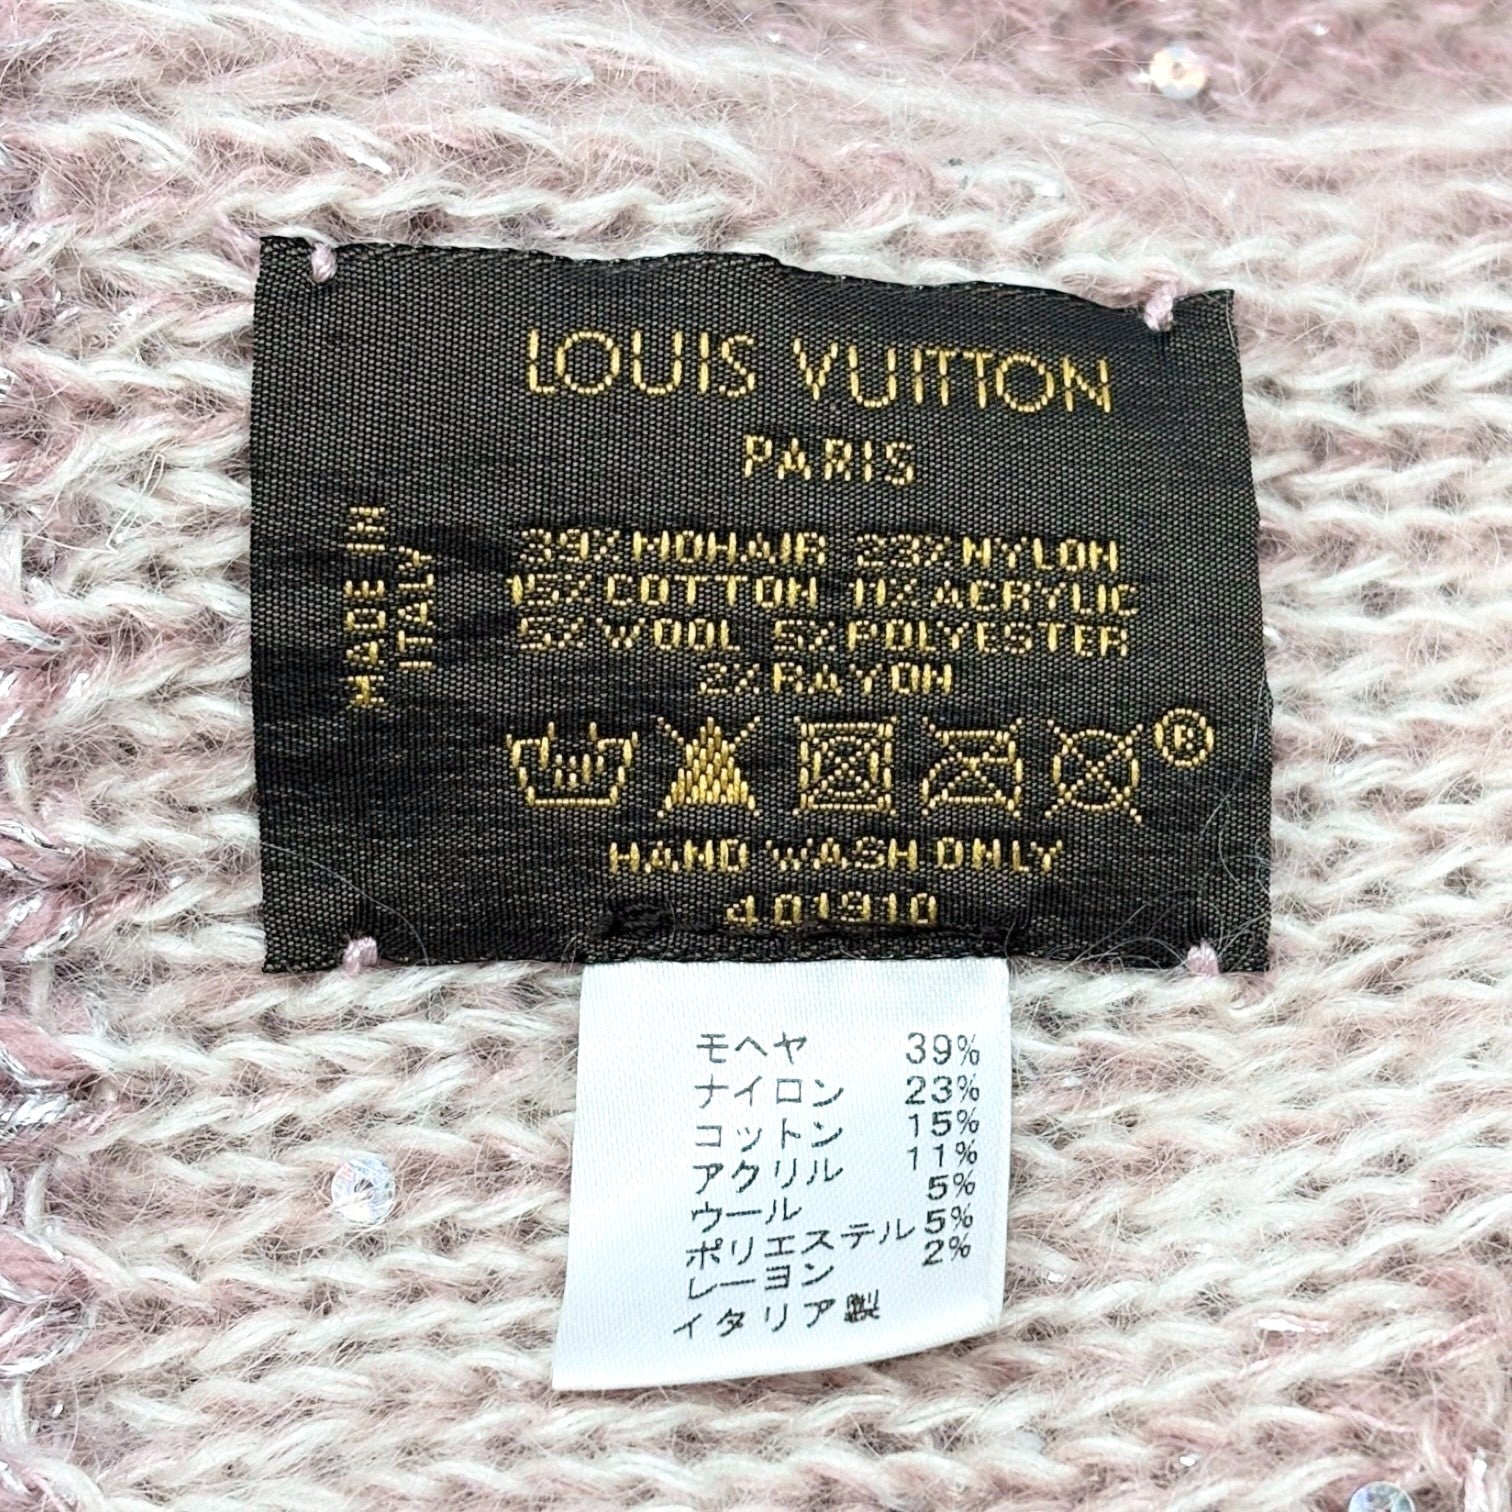 LOUIS VUITTON
PARIS
MADE IN
ITALY
39% MOHAIR 23% NYLON
15% COTTON 11% ACRYLIC
5% WOOL 5% POLYESTER
2% RAYON
®
HAND WASH ONLY
401910
モヘヤ 39%
ナイロン 23%
コットン 15%
アクリル 11%
ウール 5%
ポリエステル 5%
レーヨン 2%
イタリア製